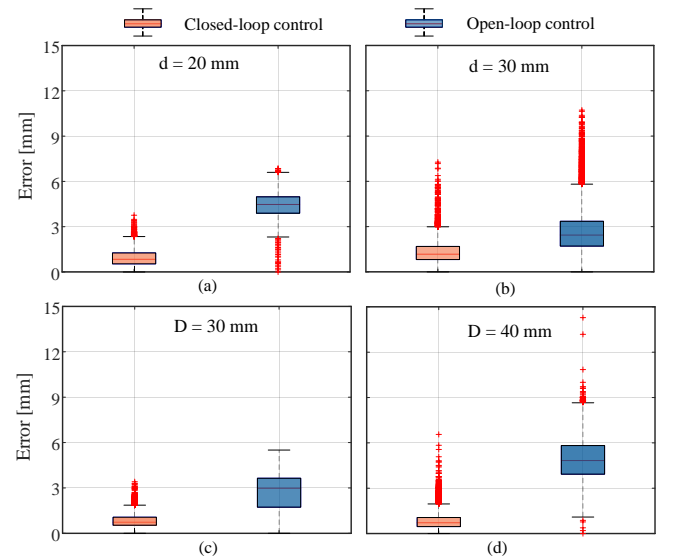 Closed-loop control
Open-loop control
15
12
9
6
3
0
Error [mm]
d = 20 mm
(a)
d = 30 mm
(b)
15
12
9
6
3
0
Error [mm]
D = 30 mm
(c)
D = 40 mm
(d)